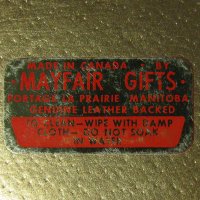 MADE IN CANADA · BY
MAYFAIR GIFTS ·
PORTAGE LA PRAIRIE MANITOBA
GENUINE LEATHER BACKED
TO CLEAN — WIPE WITH DAMP
CLOTH — DO NOT SOAK
IN WATER